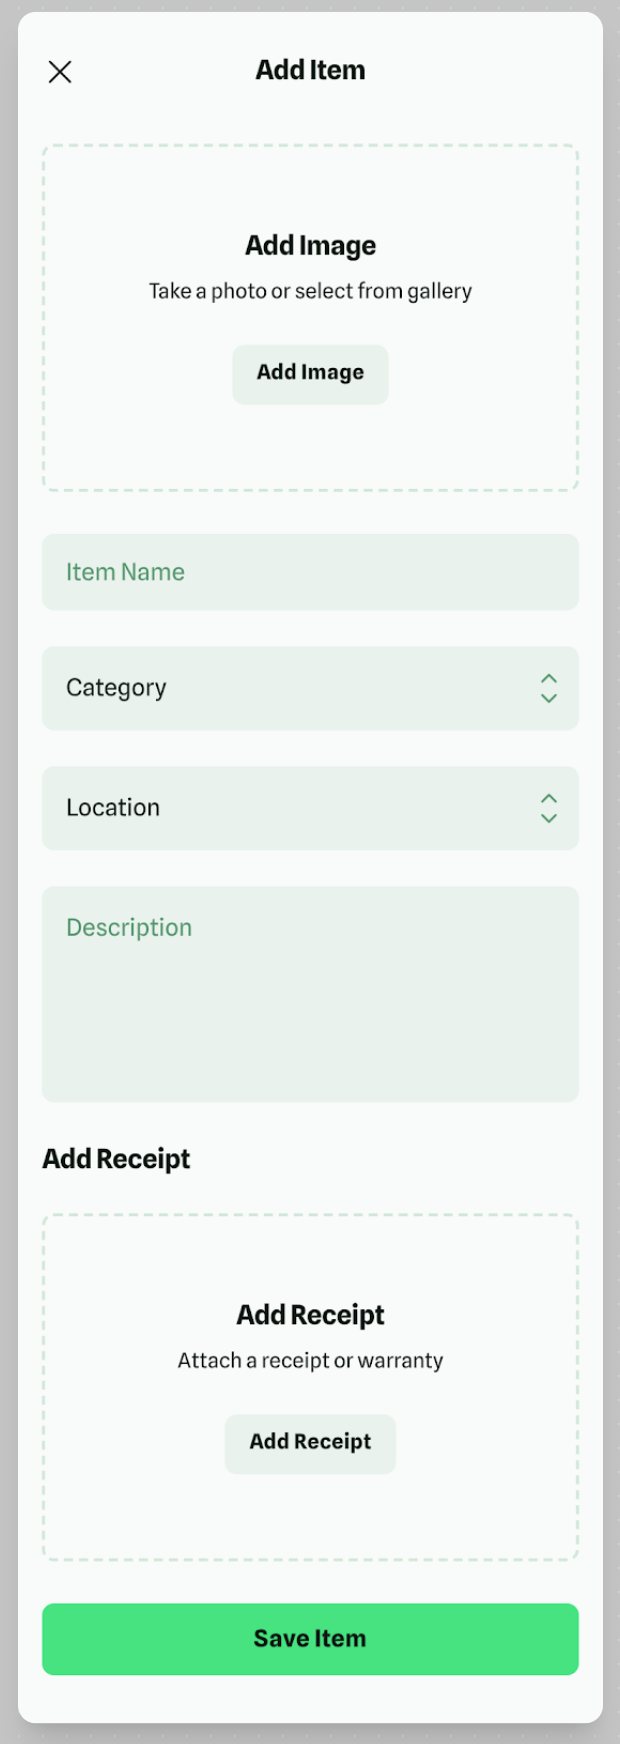 Add Item
Add Image
Take a photo or select from gallery
Add Image
Item Name
Category
Location
Description
Add Receipt
Add Receipt
Attach a receipt or warranty
Add Receipt
Save Item